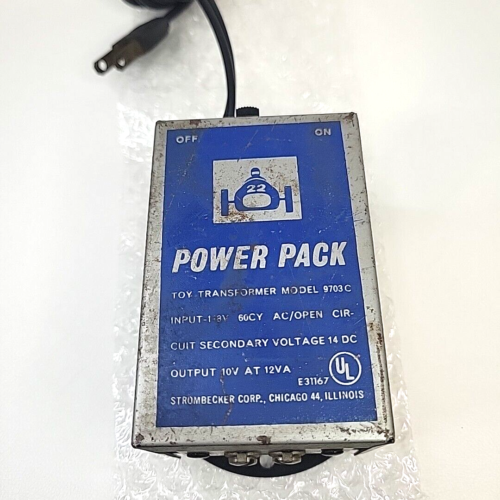 OFF ON
22
POWER PACK
TOY TRANSFORMER MODEL 9703C
60CY AC/OPEN CIR-
CUIT SECONDARY VOLTAGE 14 DC
OUTPUT 10V AT 12VA
E31167 UL
STROMBECKER CORP., CHICAGO 44, ILLINOIS